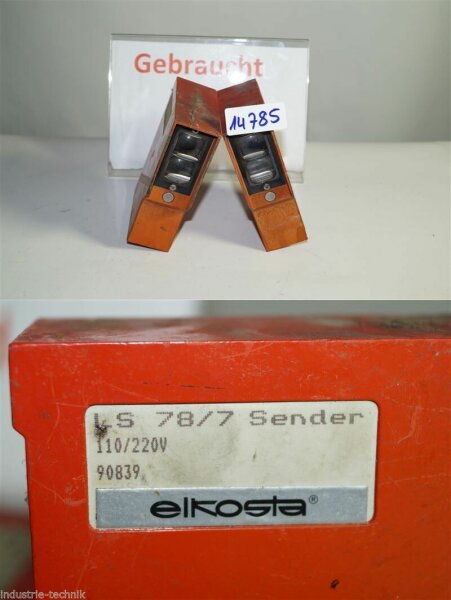 Gebraucht
14785
LS 78/7 Sender
110/220V
90839
elkosta®
industrie-technik